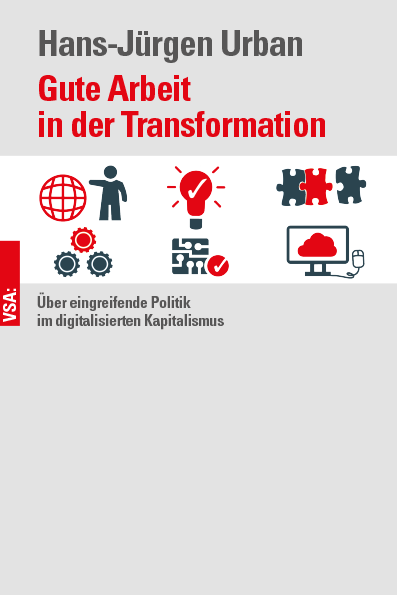 Hans-Jürgen Urban
Gute Arbeit
in der Transformation
VSA:
Über eingreifende Politik
im digitalisierten Kapitalismus